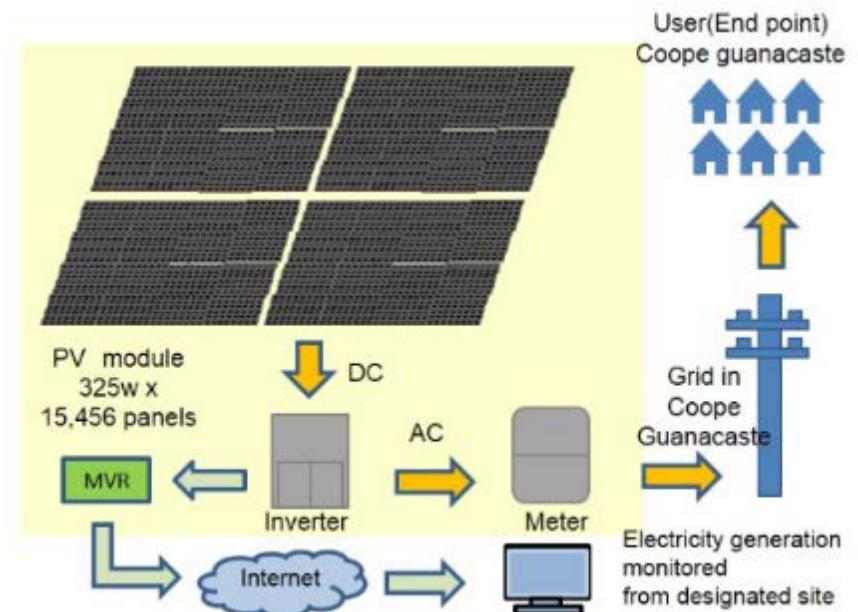 User(End point)
Coope guanacaste
PV module
325w x
15,456 panels
DC
Grid in
Coope
Guanacaste
AC
MVR
Inverter
Meter
Internet
Electricity generation
monitored
from designated site